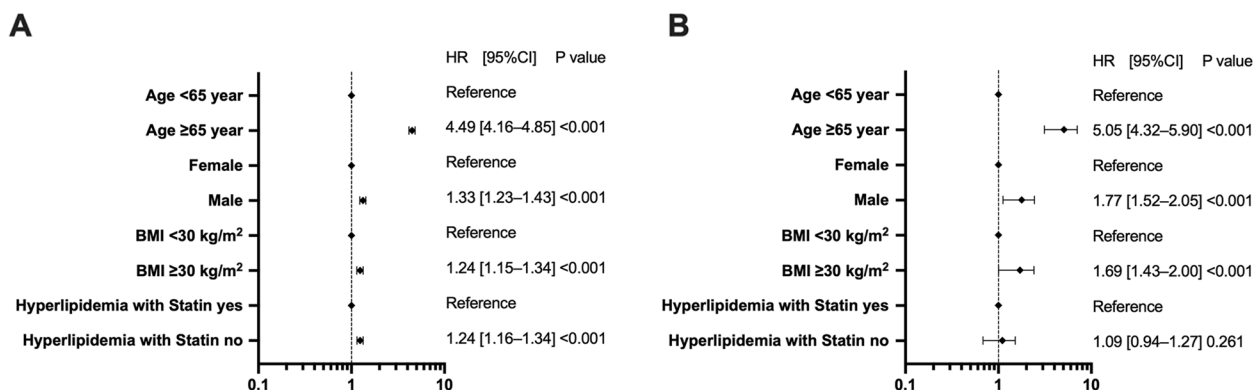 A
HR [95%CI] P value
Age <65 year Reference
Age ≥65 year 4.49 [4.16–4.85] <0.001
Female Reference
Male 1.33 [1.23–1.43] <0.001
BMI <30 kg/m² Reference
BMI ≥30 kg/m² 1.24 [1.15–1.34] <0.001
Hyperlipidemia with Statin yes Reference
Hyperlipidemia with Statin no 1.24 [1.16–1.34] <0.001
0.1 1 10
B
HR [95%CI] P value
Age <65 year Reference
Age ≥65 year 5.05 [4.32–5.90] <0.001
Female Reference
Male 1.77 [1.52–2.05] <0.001
BMI <30 kg/m² Reference
BMI ≥30 kg/m² 1.69 [1.43–2.00] <0.001
Hyperlipidemia with Statin yes Reference
Hyperlipidemia with Statin no 1.09 [0.94–1.27] 0.261
0.1 1 10